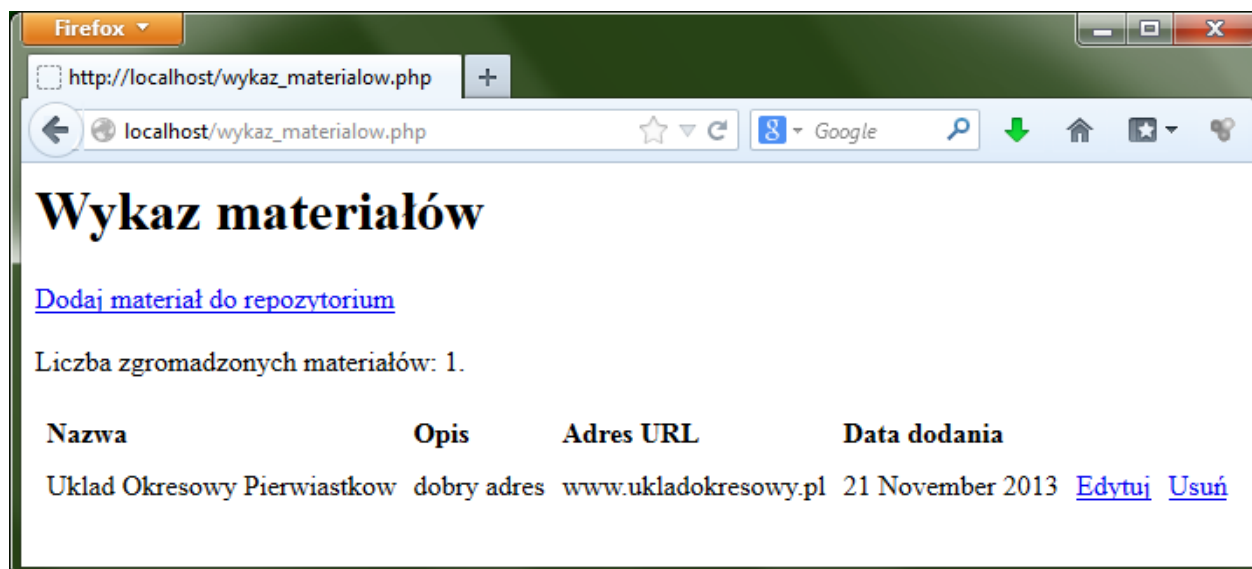 Firefox
http://localhost/wykaz_materialow.php
localhost/wykaz_materialow.php
8 Google
Wykaz materiałów
Dodaj materiał do repozytorium
Liczba zgromadzonych materiałów: 1.
Nazwa Opis Adres URL Data dodania
Uklad Okresowy Pierwiastkow dobry adres www.ukladokresowy.pl 21 November 2013 Edytuj Usuń